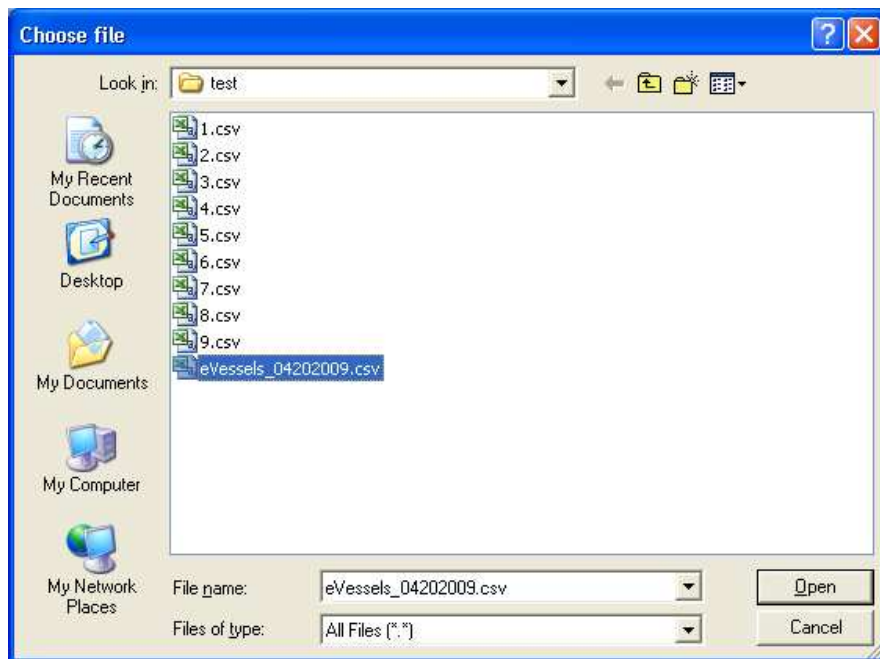 Choose file
Look in: test
1.csv
2.csv
3.csv
4.csv
5.csv
6.csv
7.csv
8.csv
9.csv
eVessels_04202009.csv
My Recent
Documents
Desktop
My Documents
My Computer
My Network
Places
File name: eVessels_04202009.csv Open
Files of type: All Files (*.*) Cancel